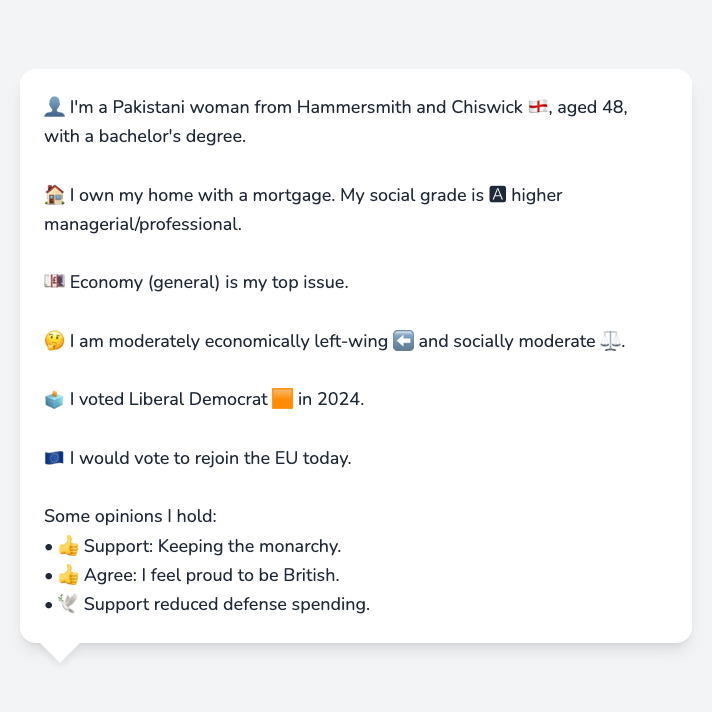 👤 I'm a Pakistani woman from Hammersmith and Chiswick 🏴󠁧󠁢󠁥󠁮󠁧󠁿, aged 48,
with a bachelor's degree.
🏠 I own my home with a mortgage. My social grade is 🅰 higher
managerial/professional.
💷 Economy (general) is my top issue.
🤔 I am moderately economically left-wing ⬅️ and socially moderate ⚖️.
🗳️ I voted Liberal Democrat 🟧 in 2024.
🇪🇺 I would vote to rejoin the EU today.
Some opinions I hold:
• 👍 Support: Keeping the monarchy.
• 👍 Agree: I feel proud to be British.
• 🕊️ Support reduced defense spending.